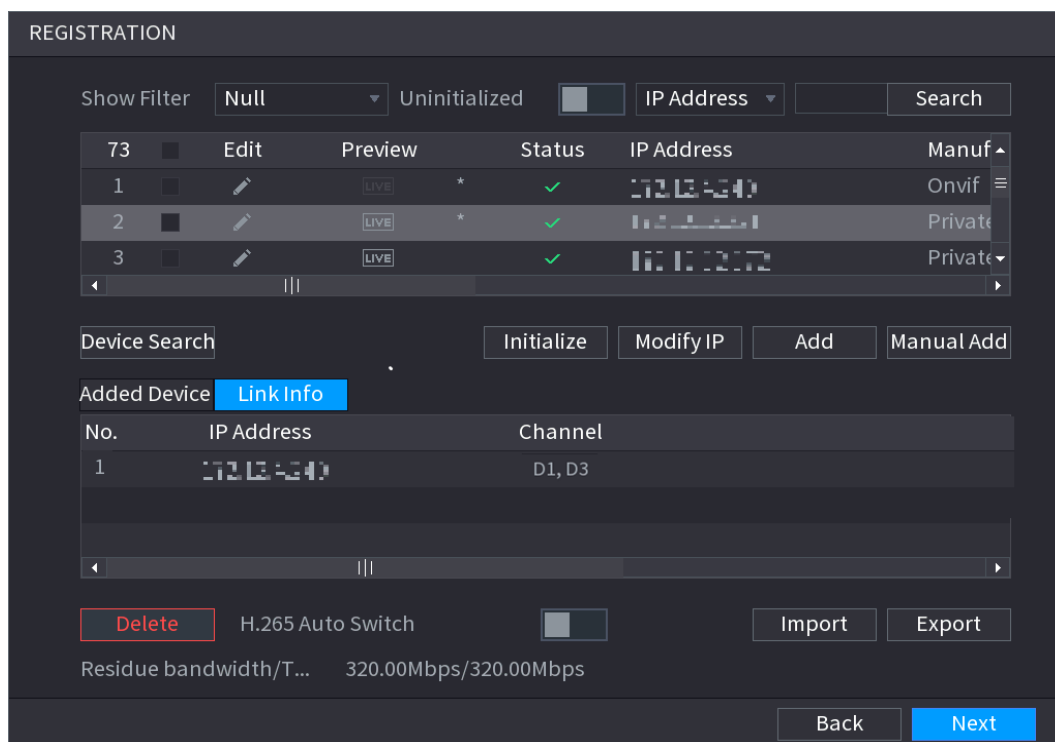 REGISTRATION
Show Filter Null Uninitialized IP Address Search
73 Edit Preview Status IP Address Manuf
1 LIVE * Onvif
2 LIVE * Private
3 LIVE Private
Device Search Initialize Modify IP Add Manual Add
Added Device Link Info
No. IP Address Channel
1 D1, D3
Delete H.265 Auto Switch Import Export
Residue bandwidth/T... 320.00Mbps/320.00Mbps
Back Next